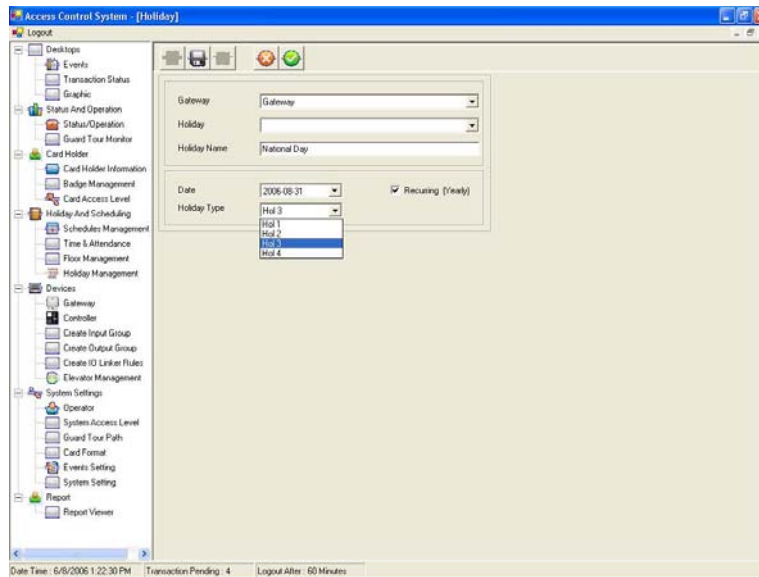 Access Control System - [Holiday]
Logout
Desktops
Events
Transaction Status
Graphic
Status And Operation
Status/Operation
Guard Tour Monitor
Card Holder
Card Holder Information
Badge Management
Card Access Level
Holiday And Scheduling
Schedules Management
Time & Attendance
Floor Management
Holiday Management
Devices
Gateway
Controller
Create Input Group
Create Output Group
Create IO Linker Rules
Elevator Management
System Settings
Operator
System Access Level
Guard Tour Path
Card Format
Events Setting
System Setting
Report
Report Viewer
Gateway Gateway
Holiday
Holiday Name National Day
Date 2006-08-31 Recusing (Yearly)
Holiday Type Hol 3
Hol 1
Hol 2
Hol 3
Hol 4
Date Time : 6/8/2006 1:22:30 PM Transaction Pending : 4 Logout After : 60 Minutes